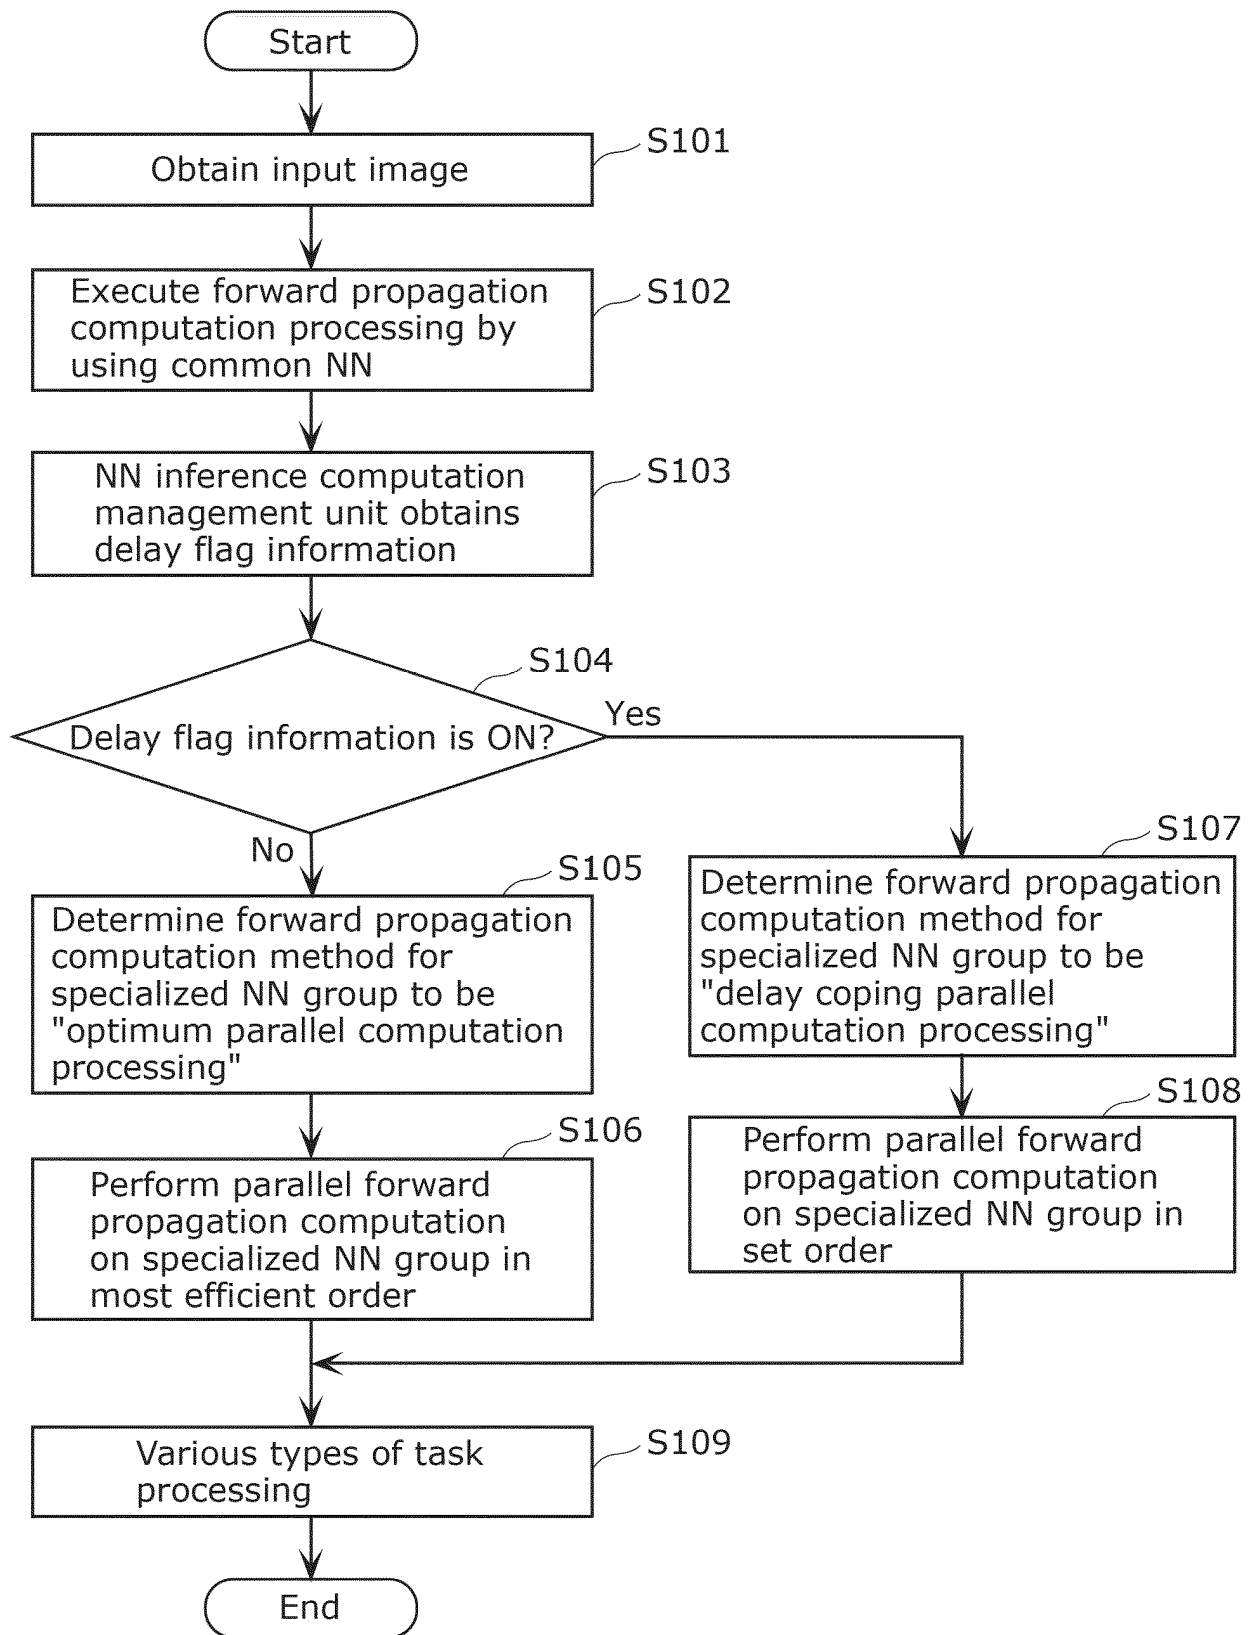 Start
Obtain input image
S101
Execute forward propagation
computation processing by
using common NN
S102
NN inference computation
management unit obtains
delay flag information
S103
Delay flag information is ON?
S104
Yes
No
Determine forward propagation
computation method for
specialized NN group to be
"optimum parallel computation
processing"
S105
Perform parallel forward
propagation computation
on specialized NN group in
most efficient order
S106
Determine forward propagation
computation method for
specialized NN group to be
"delay coping parallel
computation processing"
S107
Perform parallel forward
propagation computation
on specialized NN group in
set order
S108
Various types of task
processing
S109
End